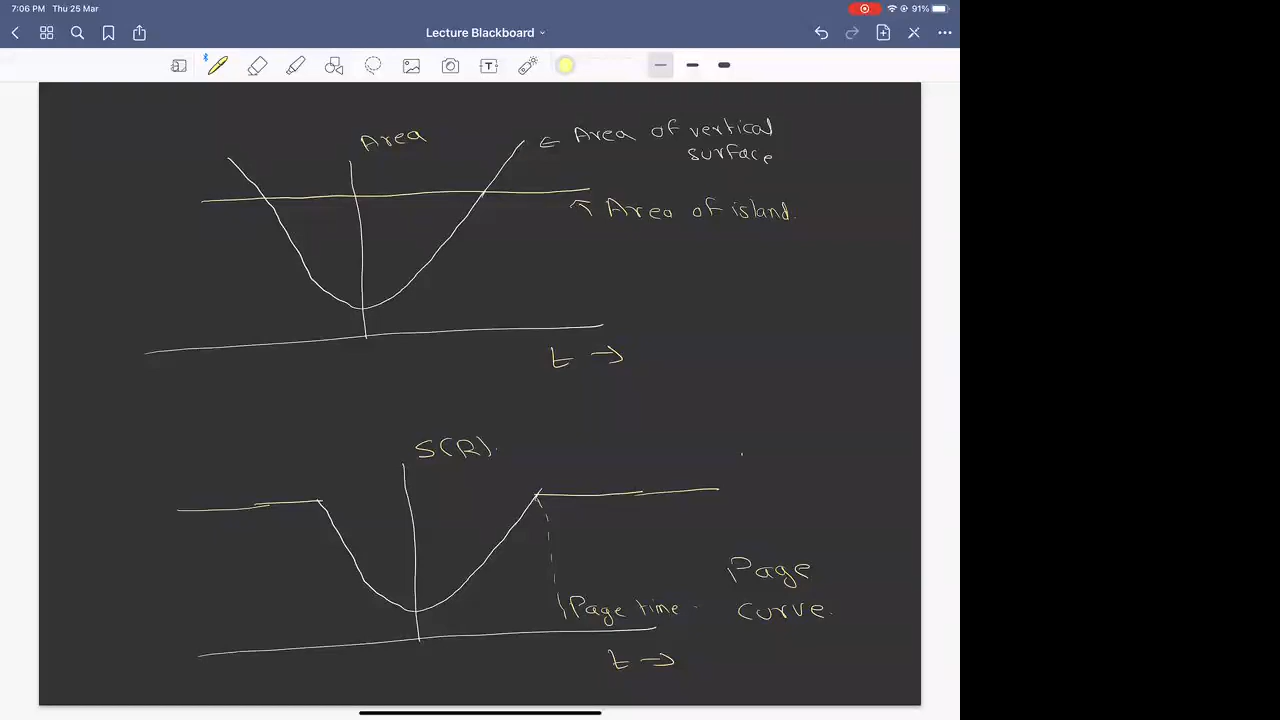 7:06 PM Thu 25 Mar
91%
Lecture Blackboard
Area
← Area of vertical
surface
↑ Area of island.
t →
S(R).
Page time.
Page
curve.
t →